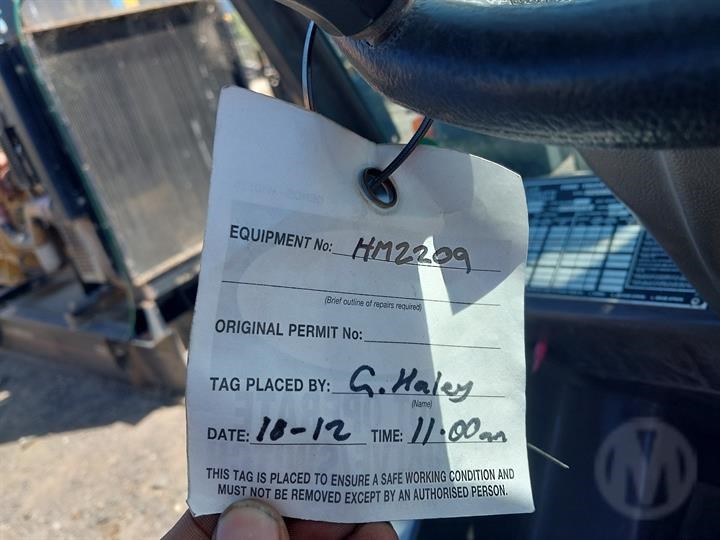 EQUIPMENT No: HM2209
(Brief outline of repairs required)
ORIGINAL PERMIT No:
TAG PLACED BY: G. Haley
(Name)
DATE: 18-12 TIME: 11.00am
THIS TAG IS PLACED TO ENSURE A SAFE WORKING CONDITION AND
MUST NOT BE REMOVED EXCEPT BY AN AUTHORISED PERSON.
M